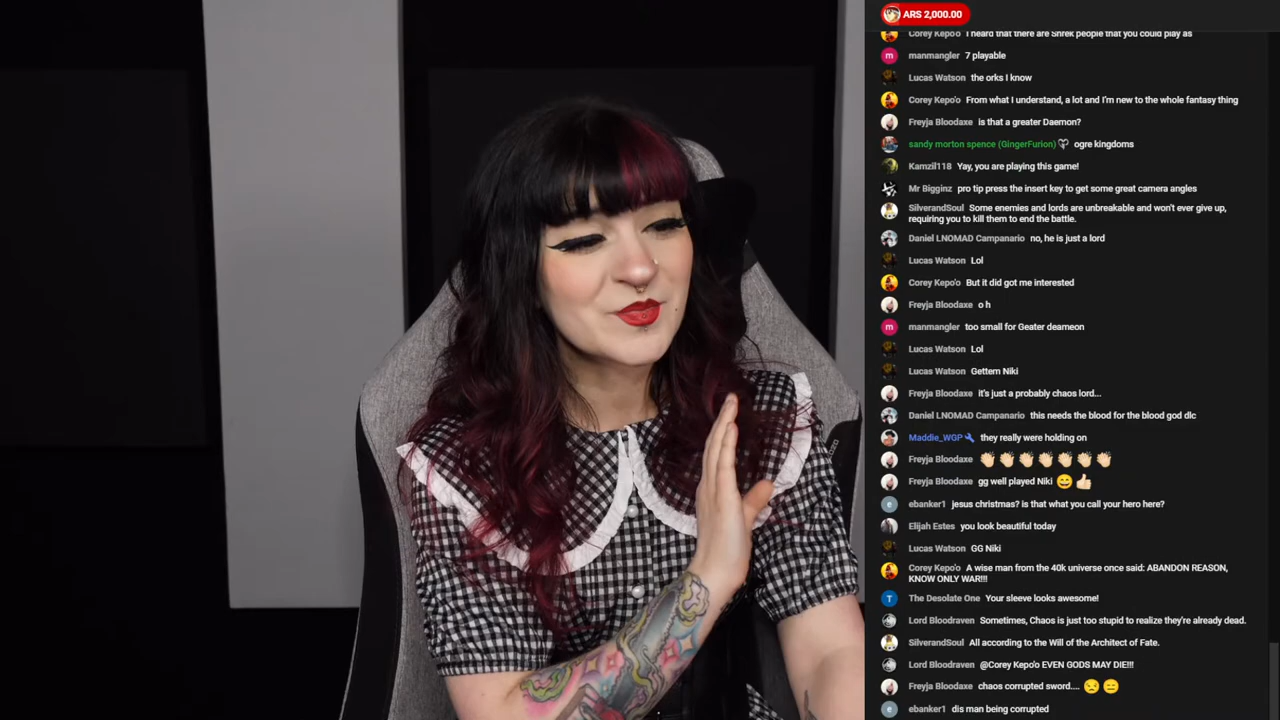 ARS 2,000.00
Corey Kepo'o I heard that there are Shrek people that you could play as
m manmangler 7 playable
Lucas Watson the orks I know
Corey Kepo'o From what I understand, a lot and I'm new to the whole fantasy thing
Freyja Bloodaxe is that a greater Daemon?
sandy morton spence (GingerFurion) ogre kingdoms
Kamzil118 Yay, you are playing this game!
Mr Bigginz pro tip press the insert key to get some great camera angles
SilverandSoul Some enemies and lords are unbreakable and won't ever give up,
requiring you to kill them to end the battle.
Daniel LNOMAD Campanario no, he is just a lord
Lucas Watson Lol
Corey Kepo'o But it did got me interested
Freyja Bloodaxe o h
m manmangler too small for Geater deameon
Lucas Watson Lol
Lucas Watson Gettem Niki
Freyja Bloodaxe it's just a probably chaos lord...
Daniel LNOMAD Campanario this needs the blood for the blood god dlc
Maddie_WGP they really were holding on
Freyja Bloodaxe 👏🏻👏🏻👏🏻👏🏻👏🏻👏🏻👏🏻
Freyja Bloodaxe gg well played Niki 😄👍🏻
e ebanker1 jesus christmas? is that what you call your hero here?
Elijah Estes you look beautiful today
Lucas Watson GG Niki
Corey Kepo'o A wise man from the 40k universe once said: ABANDON REASON,
KNOW ONLY WAR!!!
T The Desolate One Your sleeve looks awesome!
Lord Bloodraven Sometimes, Chaos is just too stupid to realize they're already dead.
SilverandSoul All according to the Will of the Architect of Fate.
Lord Bloodraven @Corey Kepo'o EVEN GODS MAY DIE!!!
Freyja Bloodaxe chaos corrupted sword.... 😒😑
e ebanker1 dis man being corrupted